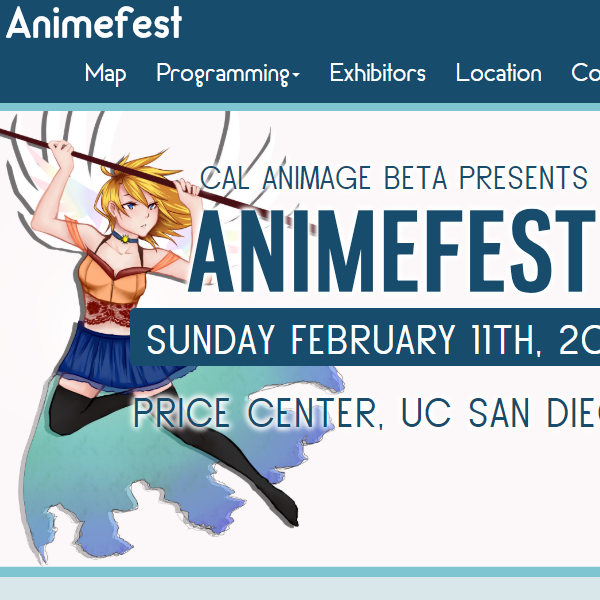 Animefest
Map Programming Exhibitors Location Co
CAL ANIMAGE BETA PRESENTS
ANIMEFEST
SUNDAY FEBRUARY 11TH, 20
PRICE CENTER, UC SAN DIE